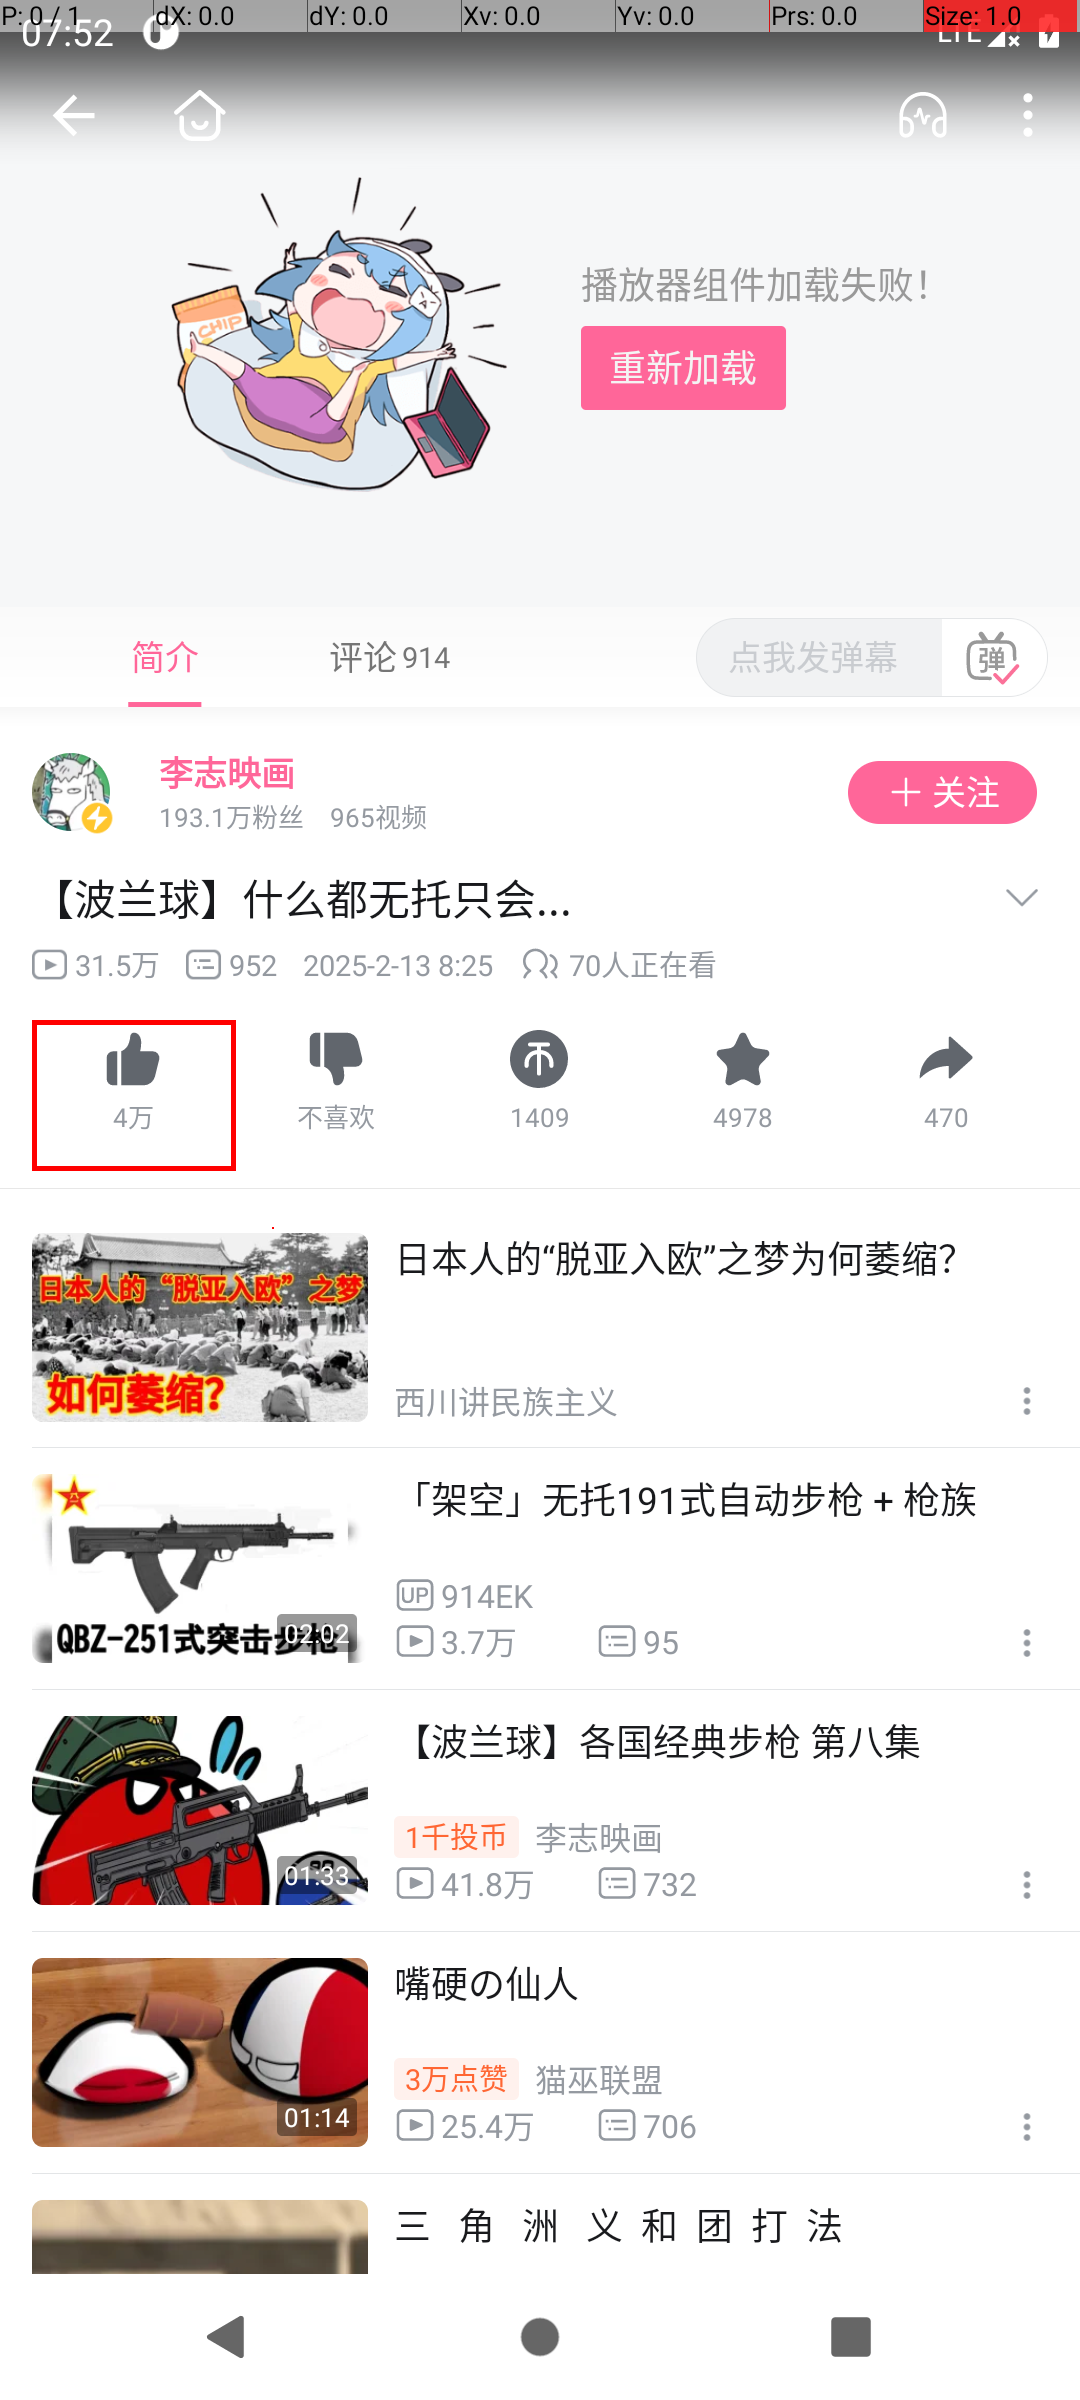 P: 0 / 1 dX: 0.0 dY: 0.0 Xv: 0.0 Yv: 0.0 Prs: 0.0 Size: 1.0
07:52 LTE
CHIP
播放器组件加载失败!
重新加载
简介 评论 914 点我发弹幕 弹
李志映画
193.1万粉丝 965视频
+ 关注
【波兰球】什么都无托只会...
31.5万 952 2025-2-13 8:25 70人正在看
4万 不喜欢 1409 4978 470
日本人的“脱亚入欧”之梦
如何萎缩?
日本人的“脱亚入欧”之梦为何萎缩?
西川讲民族主义
QBZ-251式突击步枪
02:02
「架空」无托191式自动步枪 + 枪族
UP 914EK
3.7万 95
01:33
【波兰球】各国经典步枪 第八集
1千投币 李志映画
41.8万 732
01:14
嘴硬の仙人
3万点赞 猫巫联盟
25.4万 706
三 角 洲 义 和 团 打 法